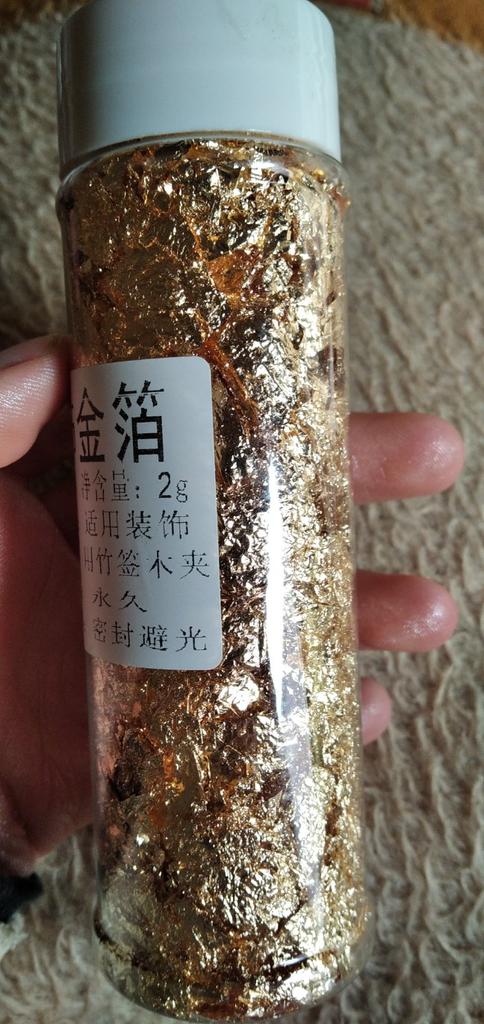 金箔
净含量: 2g
适用装饰
用竹签木夹
永久
密封避光